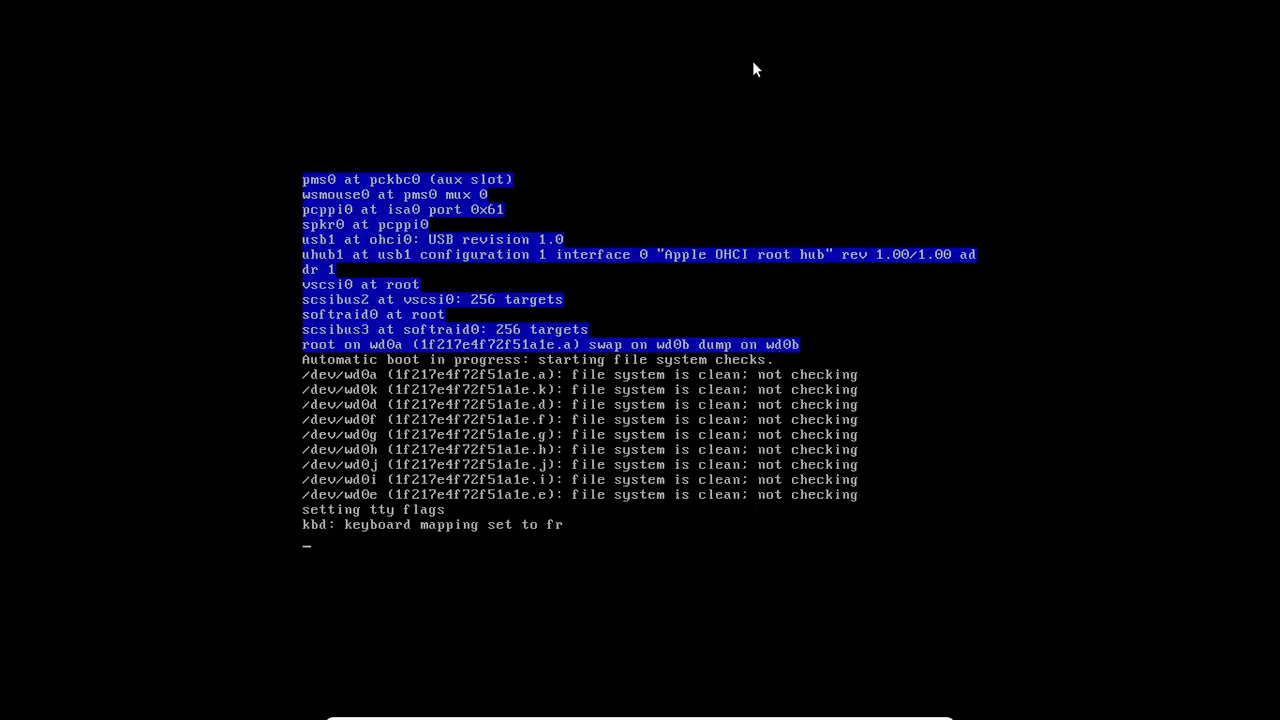 pms0 at pckbc0 (aux slot)
wsmouse0 at pms0 mux 0
pcppi0 at isa0 port 0x61
spkr0 at pcppi0
usb1 at ohci0: USB revision 1.0
uhub1 at usb1 configuration 1 interface 0 "Apple OHCI root hub" rev 1.00/1.00 ad
dr 1
vscsi0 at root
scsibus2 at vscsi0: 256 targets
softraid0 at root
scsibus3 at softraid0: 256 targets
root on wd0a (1f217e4f72f51a1e.a) swap on wd0b dump on wd0b
Automatic boot in progress: starting file system checks.
/dev/wd0a (1f217e4f72f51a1e.a): file system is clean; not checking
/dev/wd0k (1f217e4f72f51a1e.k): file system is clean; not checking
/dev/wd0d (1f217e4f72f51a1e.d): file system is clean; not checking
/dev/wd0f (1f217e4f72f51a1e.f): file system is clean; not checking
/dev/wd0g (1f217e4f72f51a1e.g): file system is clean; not checking
/dev/wd0h (1f217e4f72f51a1e.h): file system is clean; not checking
/dev/wd0j (1f217e4f72f51a1e.j): file system is clean; not checking
/dev/wd0i (1f217e4f72f51a1e.i): file system is clean; not checking
/dev/wd0e (1f217e4f72f51a1e.e): file system is clean; not checking
setting tty flags
kbd: keyboard mapping set to fr
_